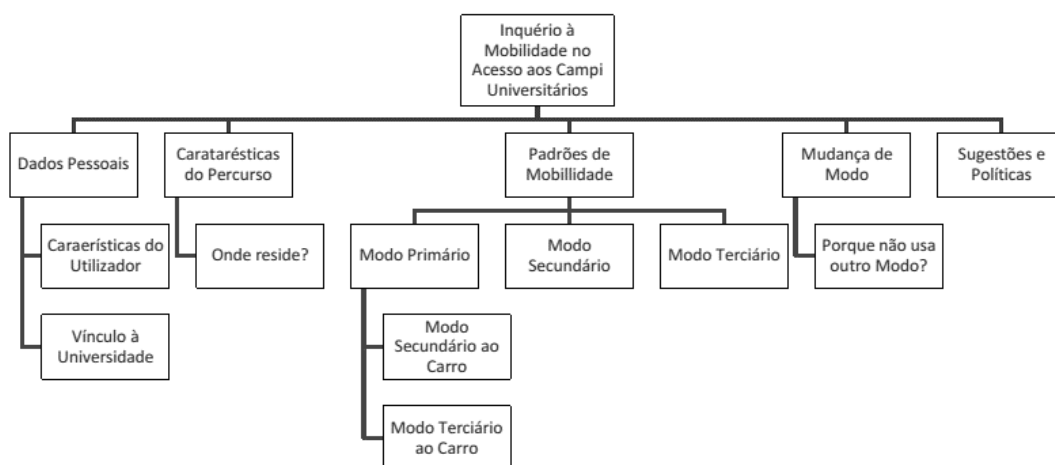 Inquério à
Mobilidade no
Acesso aos Campi
Universitários
Dados Pessoais
Caratarésticas
do Percurso
Padrões de
Mobillidade
Mudança de
Modo
Sugestões e
Políticas
Caraerísticas do
Utilizador
Onde reside?
Modo Primário
Modo
Secundário
Modo Terciário
Porque não usa
outro Modo?
Vínculo à
Universidade
Modo
Secundário ao
Carro
Modo Terciário
ao Carro